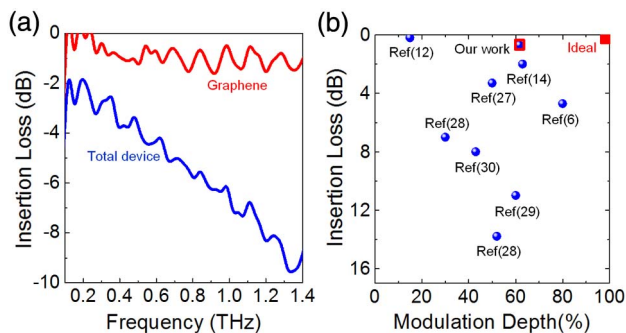 (a)
0
-2
-4
-6
-8
-10
Insertion Loss (dB)
Graphene
Total device
0.2 0.4 0.6 0.8 1.0 1.2 1.4
Frequency (THz)
(b)
0
4
8
12
16
Insertion Loss (dB)
Ref(12)
Our work
Ideal
Ref(14)
Ref(27)
Ref(6)
Ref(28)
Ref(30)
Ref(29)
Ref(28)
0 20 40 60 80 100
Modulation Depth(%)